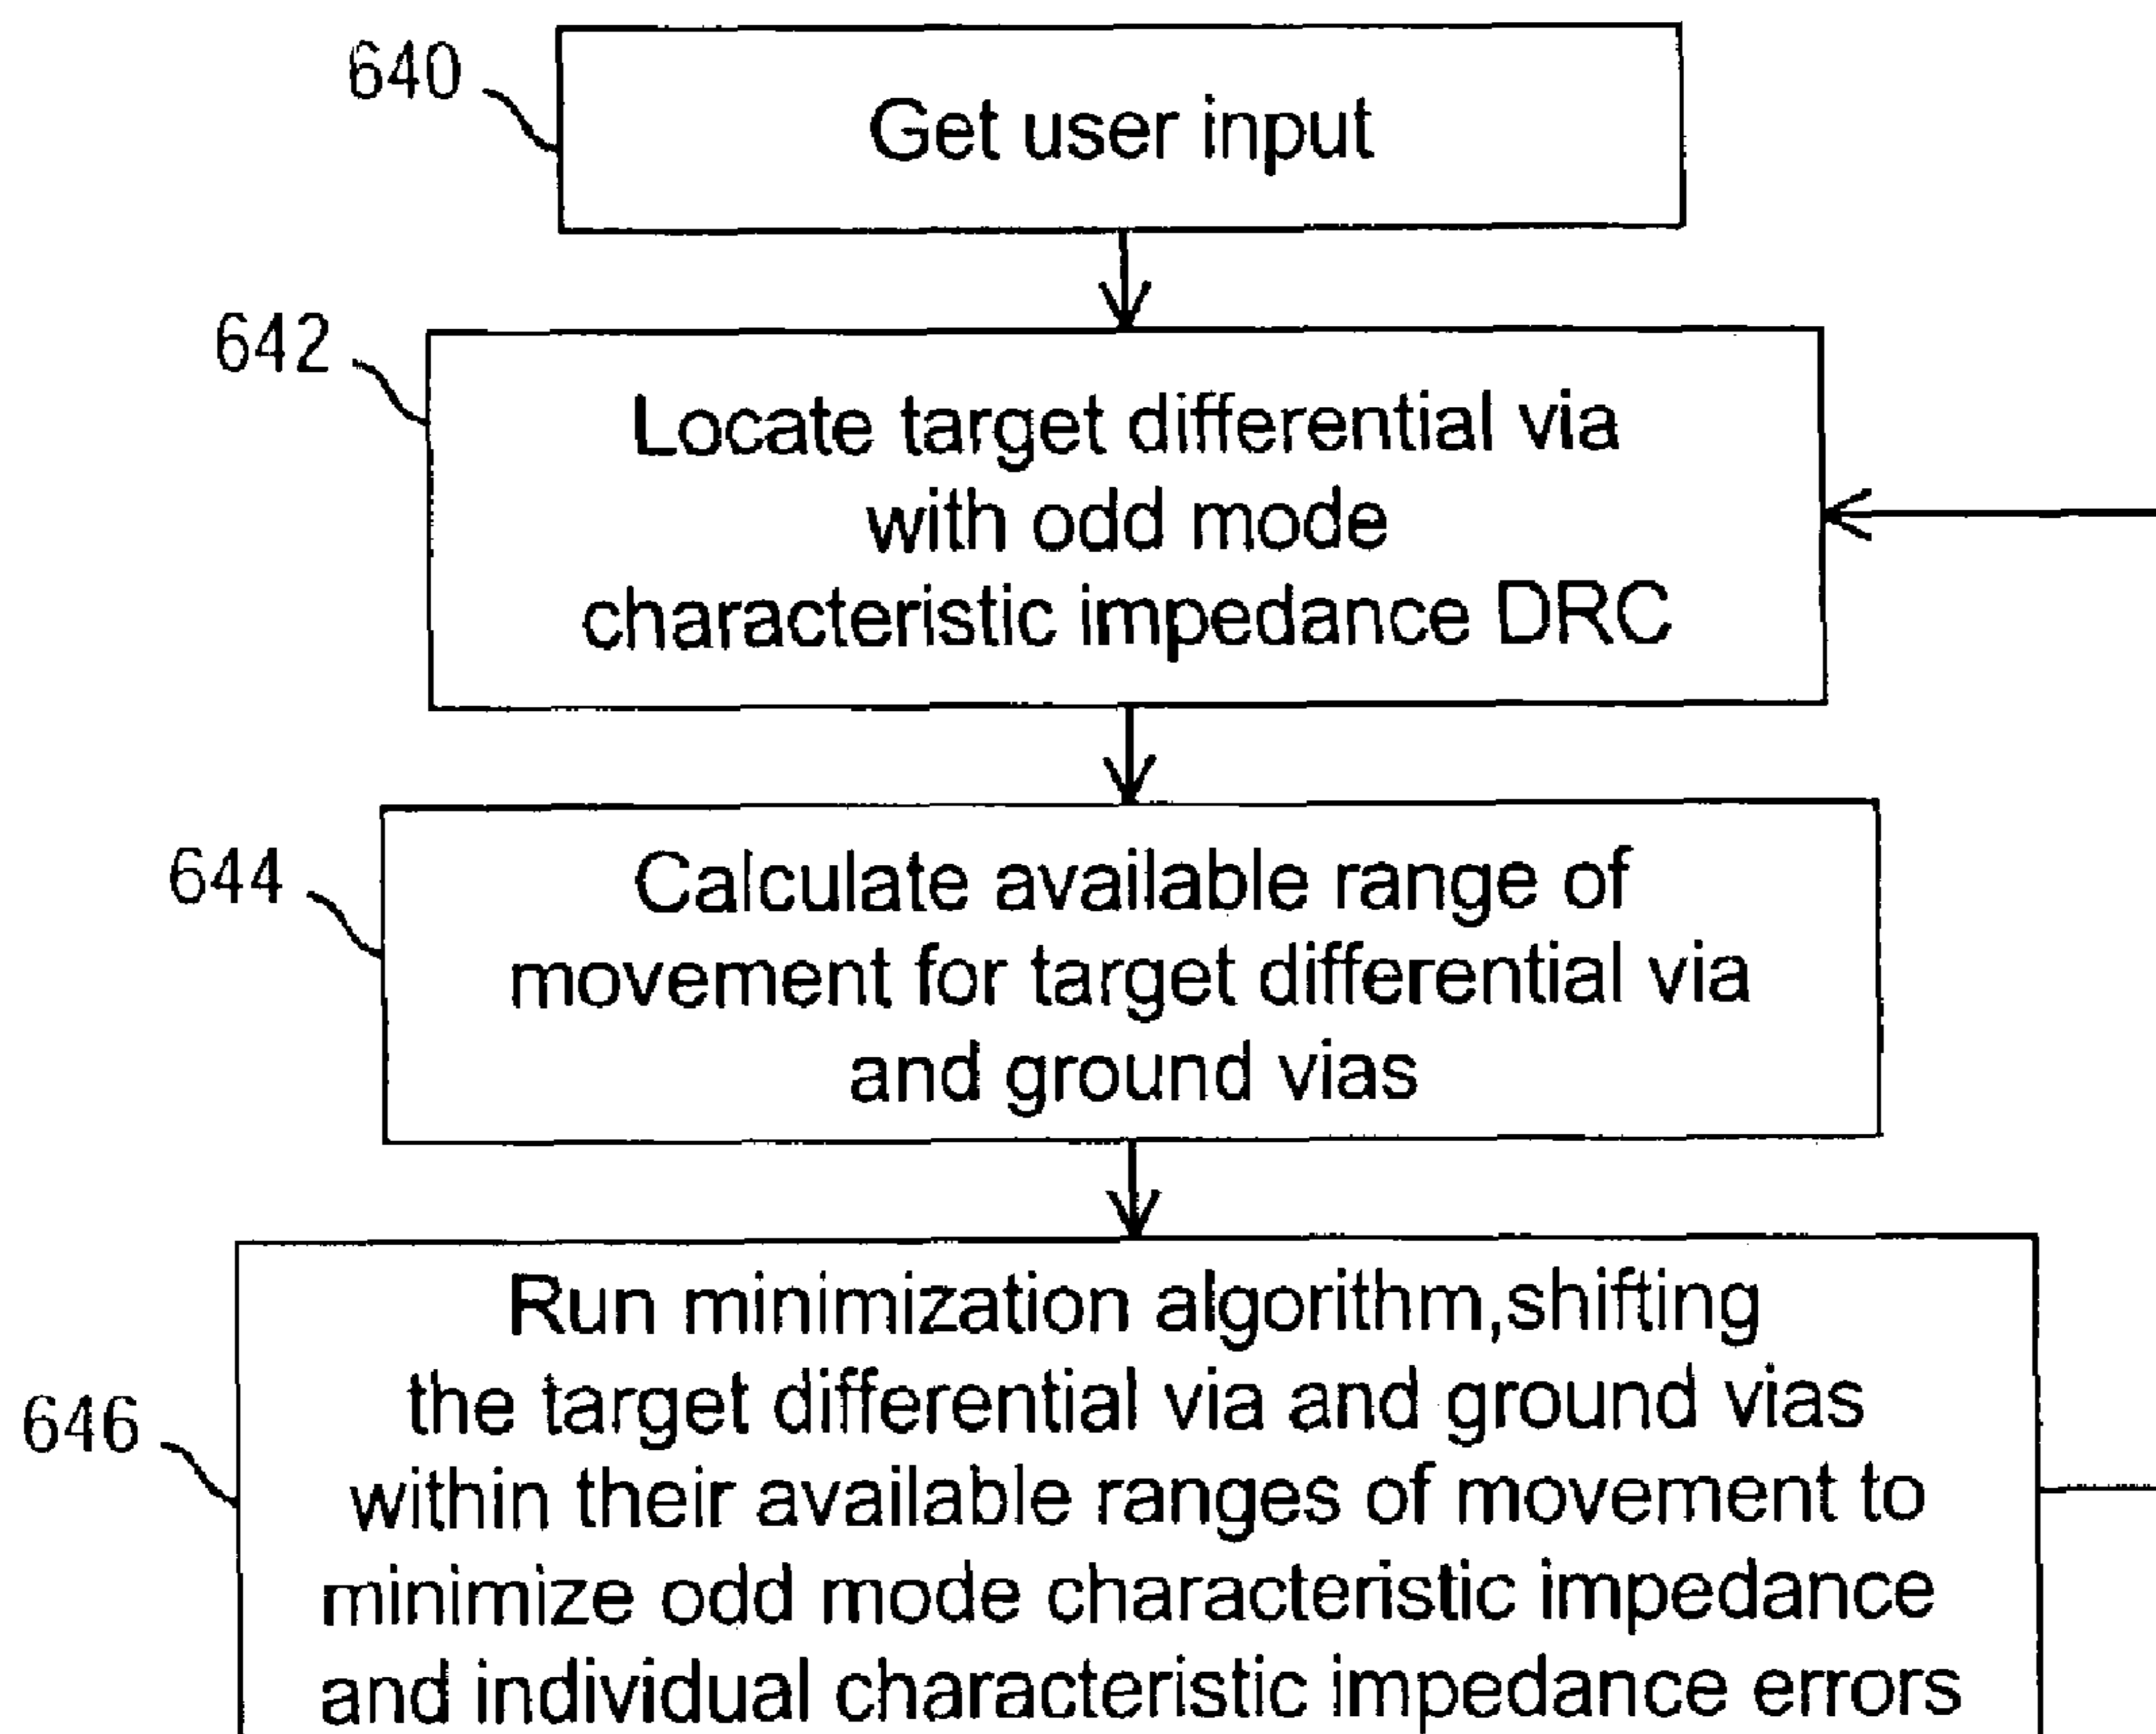 640
Get user input
642
Locate target differential via
with odd mode
characteristic impedance DRC
644
Calculate available range of
movement for target differential via
and ground vias
646
Run minimization algorithm,shifting
the target differential via and ground vias
within their available ranges of movement to
minimize odd mode characteristic impedance
and individual characteristic impedance errors